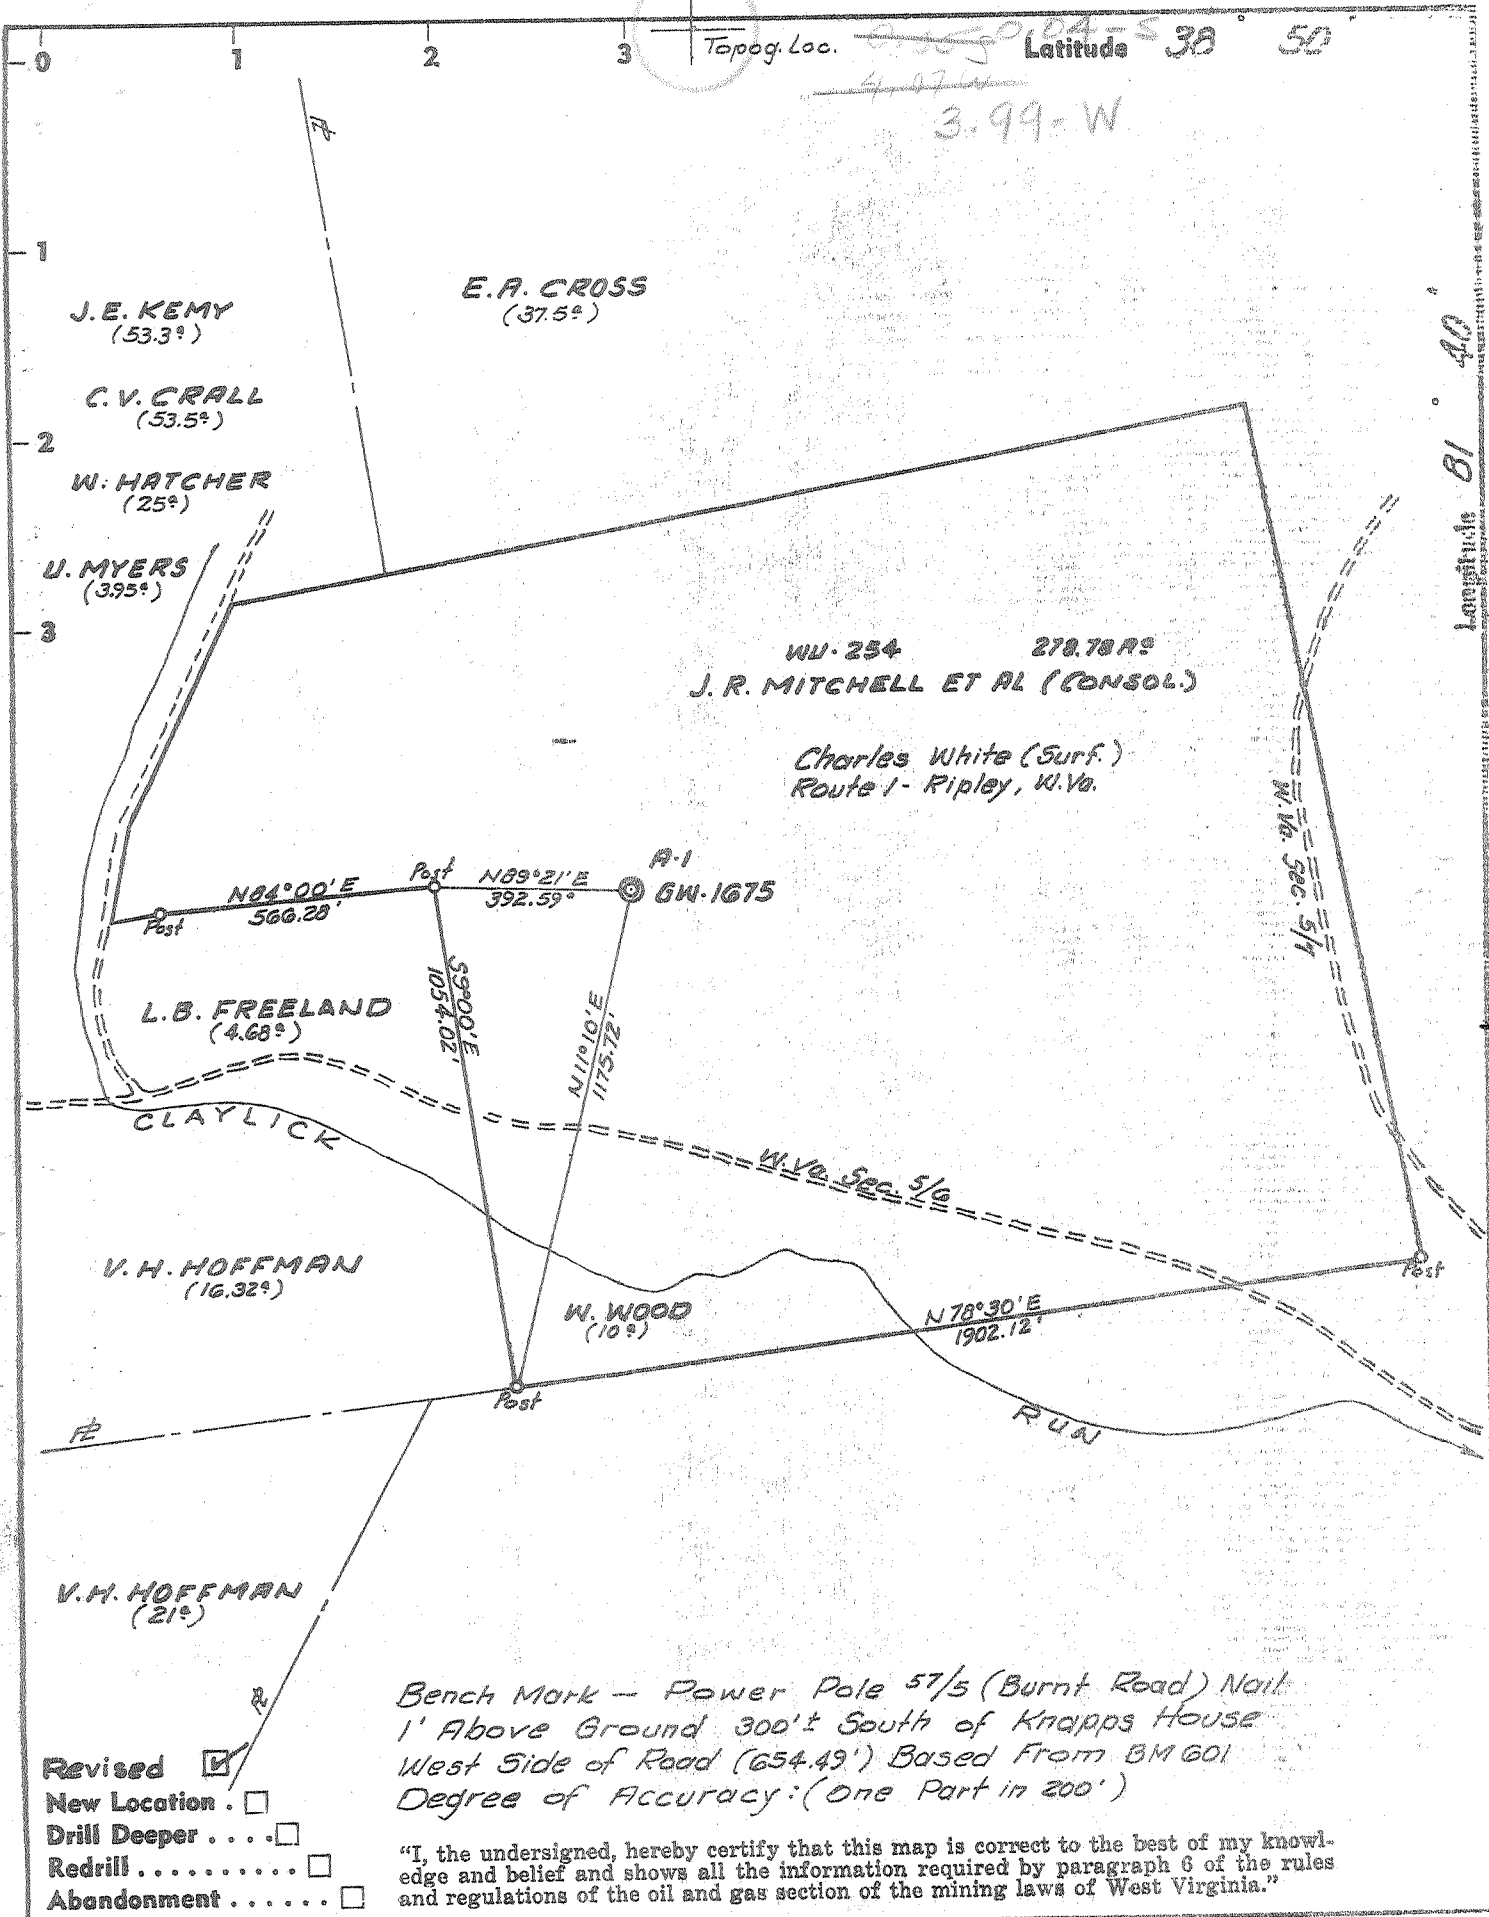 0 1 2 3
Topog. Loc.
0.04-S
Latitude 38° 50'
3.99-W
1
2
3
Longitude 81° 40'
E.A. CROSS
(37.5ª)
J.E. KEMY
(53.3ª)
C.V. CRALL
(53.5ª)
W. HATCHER
(25ª)
U. MYERS
(3.95ª)
WU-254 278.78 Aª
J. R. MITCHELL ET AL (CONSOL.)
Charles White (Surf.)
Route 1 - Ripley, W.Va.
W.Va. Sec. 5/4
A-1
GW-1675
Post
N89°21'E
392.59'
N84°00'E
566.28'
Post
S9°00'E
1054.02'
N11°10'E
1175.72'
L.B. FREELAND
(4.68ª)
CLAYLICK
W.Va. Sec. 5/6
V.H. HOFFMAN
(16.32ª)
W. WOOD
(10ª)
N78°30'E
1902.12'
Post
Post
RUN
V.H. HOFFMAN
(21ª)
Bench Mark — Power Pole 57/5 (Burnt Road) Nail
1' Above Ground 300'± South of Knapps House
West Side of Road (654.49') Based From BM 601
Degree of Accuracy: (One Part in 200')
Revised
New Location .
Drill Deeper . . . .
Redrill . . . . . . . . . .
Abandonment . . . . . .
“I, the undersigned, hereby certify that this map is correct to the best of my knowl-
edge and belief and shows all the information required by paragraph 6 of the rules
and regulations of the oil and gas section of the mining laws of West Virginia.”